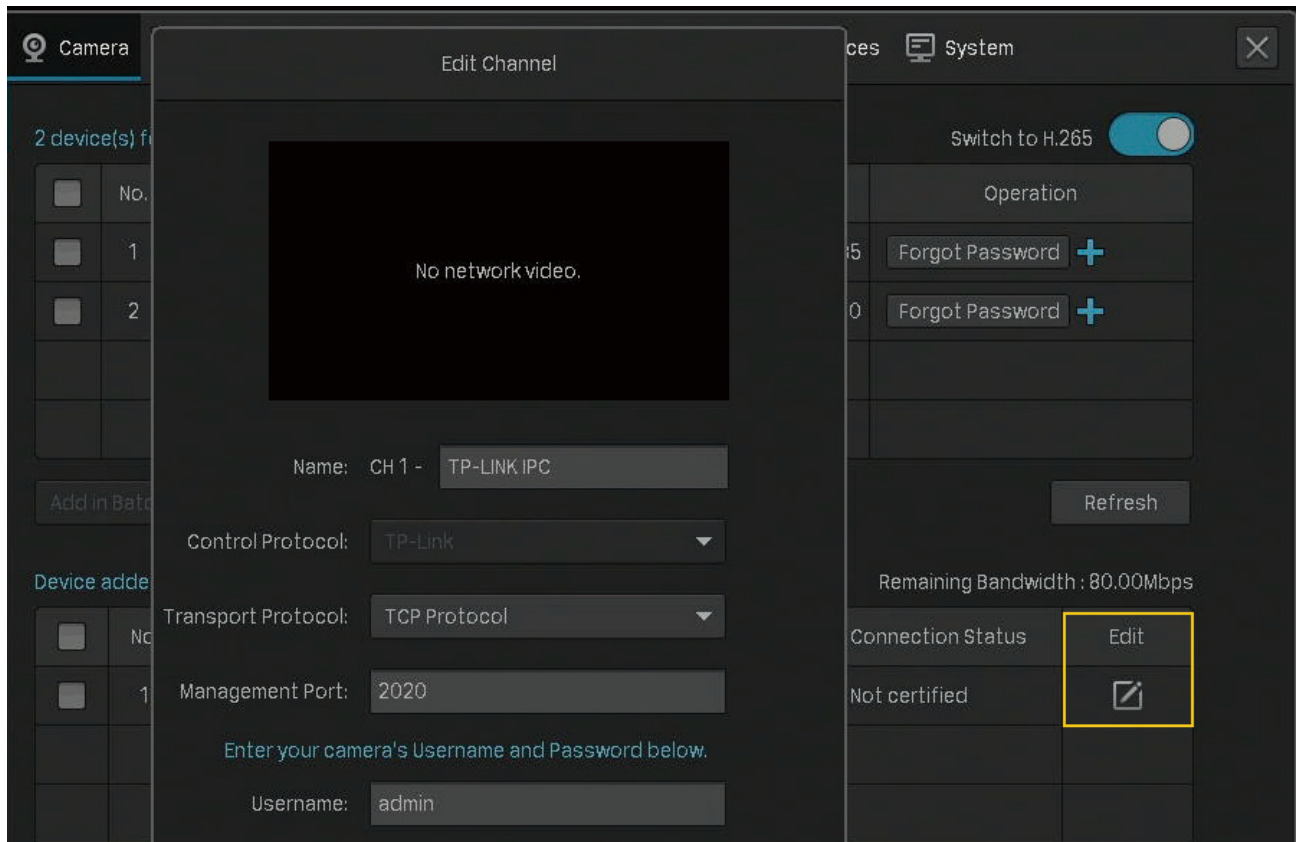 Camera
ces
System
Edit Channel
2 device(s) f
Switch to H.265
No.
Operation
No network video.
1
35
Forgot Password
2
0
Forgot Password
Name: CH 1 - TP-LINK IPC
Add in Batc
Refresh
Control Protocol: TP-Link
Device adde
Remaining Bandwidth : 80.00Mbps
Transport Protocol: TCP Protocol
No
Connection Status
Edit
Management Port: 2020
1
Not certified
Enter your camera's Username and Password below.
Username: admin